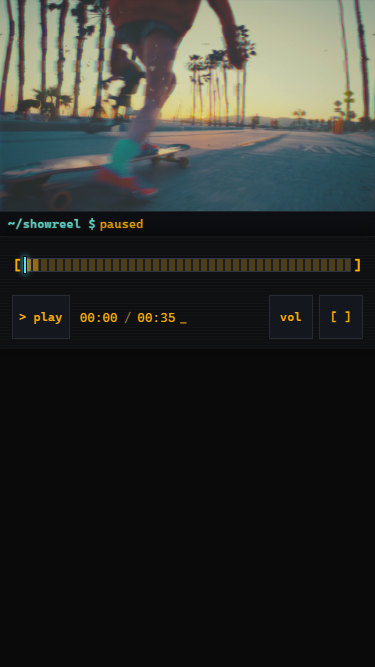 ~/showreel $ paused
[ ]
> play 00:00 / 00:35 _ vol [ ]